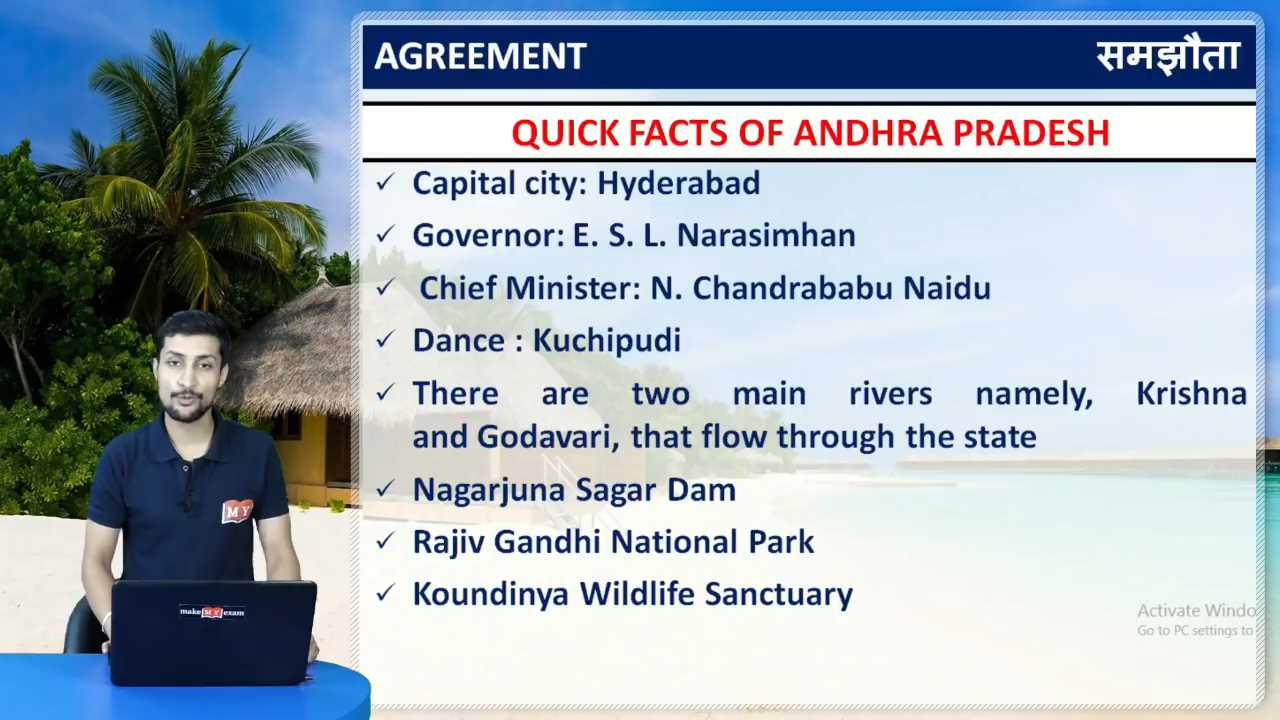 AGREEMENT समझौता
QUICK FACTS OF ANDHRA PRADESH
✓ Capital city: Hyderabad
✓ Governor: E. S. L. Narasimhan
✓ Chief Minister: N. Chandrababu Naidu
✓ Dance : Kuchipudi
✓ There are two main rivers namely, Krishna
and Godavari, that flow through the state
✓ Nagarjuna Sagar Dam
✓ Rajiv Gandhi National Park
✓ Koundinya Wildlife Sanctuary
MY
make MY exam
Activate Windo
Go to PC settings to